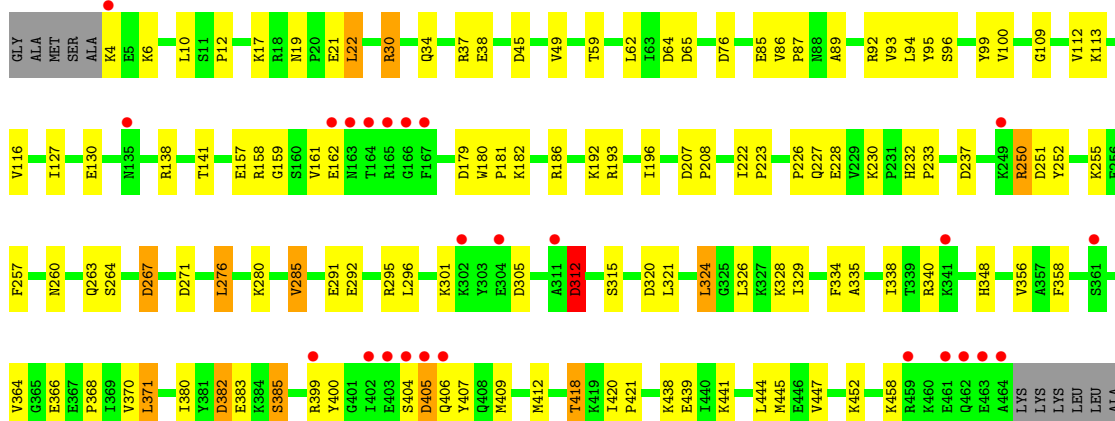 GLY ALA MET SER ALA K4 E5 K6 L10 S11 P12 K17 R18 N19 P20 E21 L22 R30 Q34 R37 E38 D45 V49 T59 L62 I63 D64 D65 D76 E85 V86 P87 N88 A89 R92 V93 L94 Y95 S96 Y99 V100 G109 V112 K113
V116 I127 E130 N135 R138 T141 E157 R158 G159 S160 V161 E162 N163 T164 R165 G166 F167 D179 W180 P181 K182 R186 K192 R193 I196 D207 P208 I222 P223 P226 Q227 E228 V229 K230 P231 H232 P233 D237 K249 R250 D251 Y252 K255 E256
F257 N260 Q263 S264 D267 D271 L276 K280 V285 E291 E292 R295 L296 K301 K302 Y303 E304 D305 A311 D312 S315 D320 L321 L324 G325 L326 K327 K328 I329 F334 A335 I338 T339 R340 K341 H348 V356 A357 F358 S361
V364 G365 E366 E367 P368 I369 V370 L371 I380 Y381 D382 E383 K384 S385 R399 Y400 G401 I402 E403 S404 D405 Q406 Y407 Q408 M409 M412 T418 K419 I420 P421 K438 E439 I440 K441 L444 M445 E446 V447 K452 K458 R459 K460 E461 Q462 E463 A464 LYS LYS LYS LEU LEU ALA